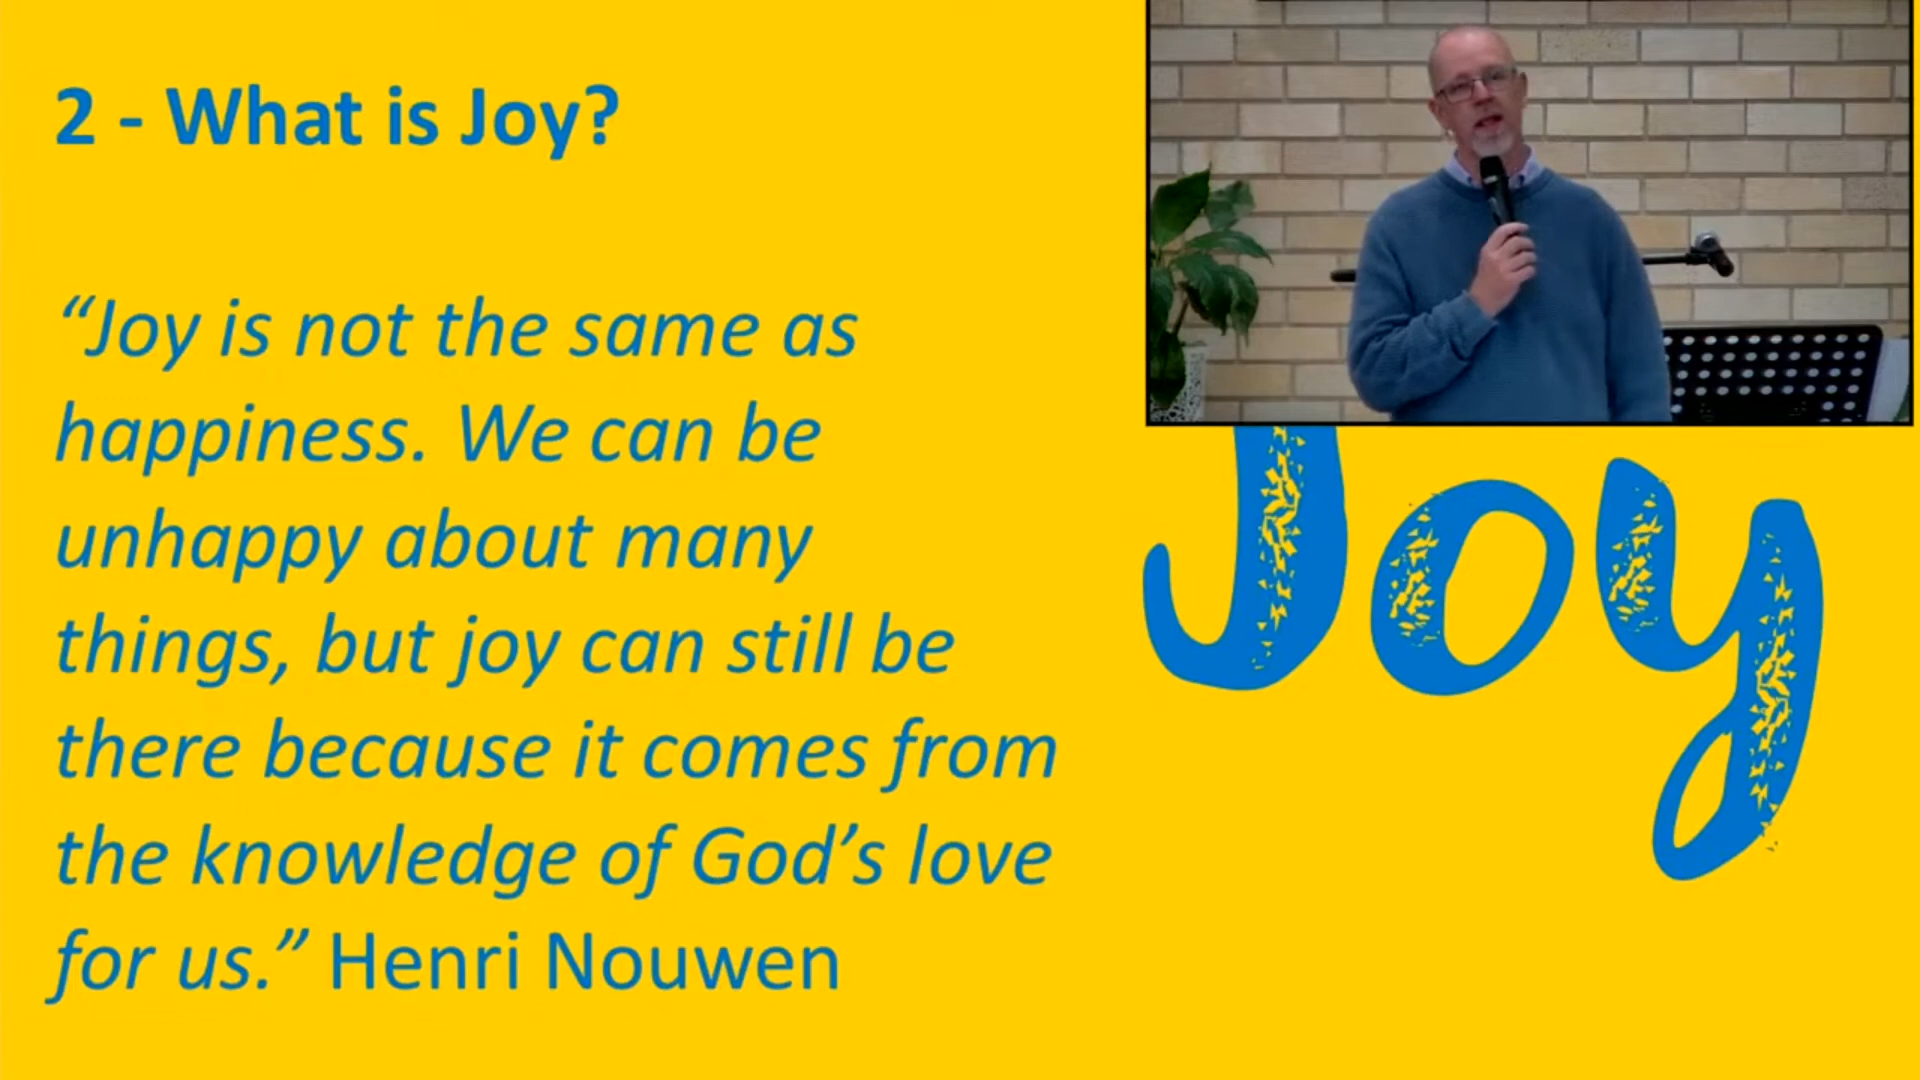 2 - What is Joy?
“Joy is not the same as
happiness. We can be
unhappy about many
things, but joy can still be
there because it comes from
the knowledge of God’s love
for us.” Henri Nouwen
Joy